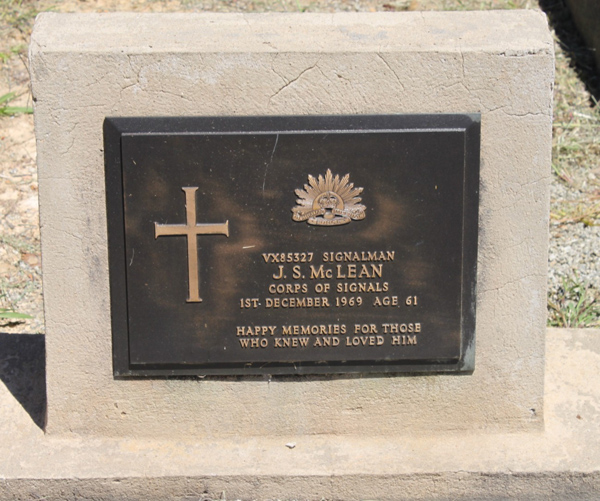 VX85327 SIGNALMAN
J. S. McLEAN
CORPS OF SIGNALS
1ST. DECEMBER 1969 AGE 61
HAPPY MEMORIES FOR THOSE
WHO KNEW AND LOVED HIM